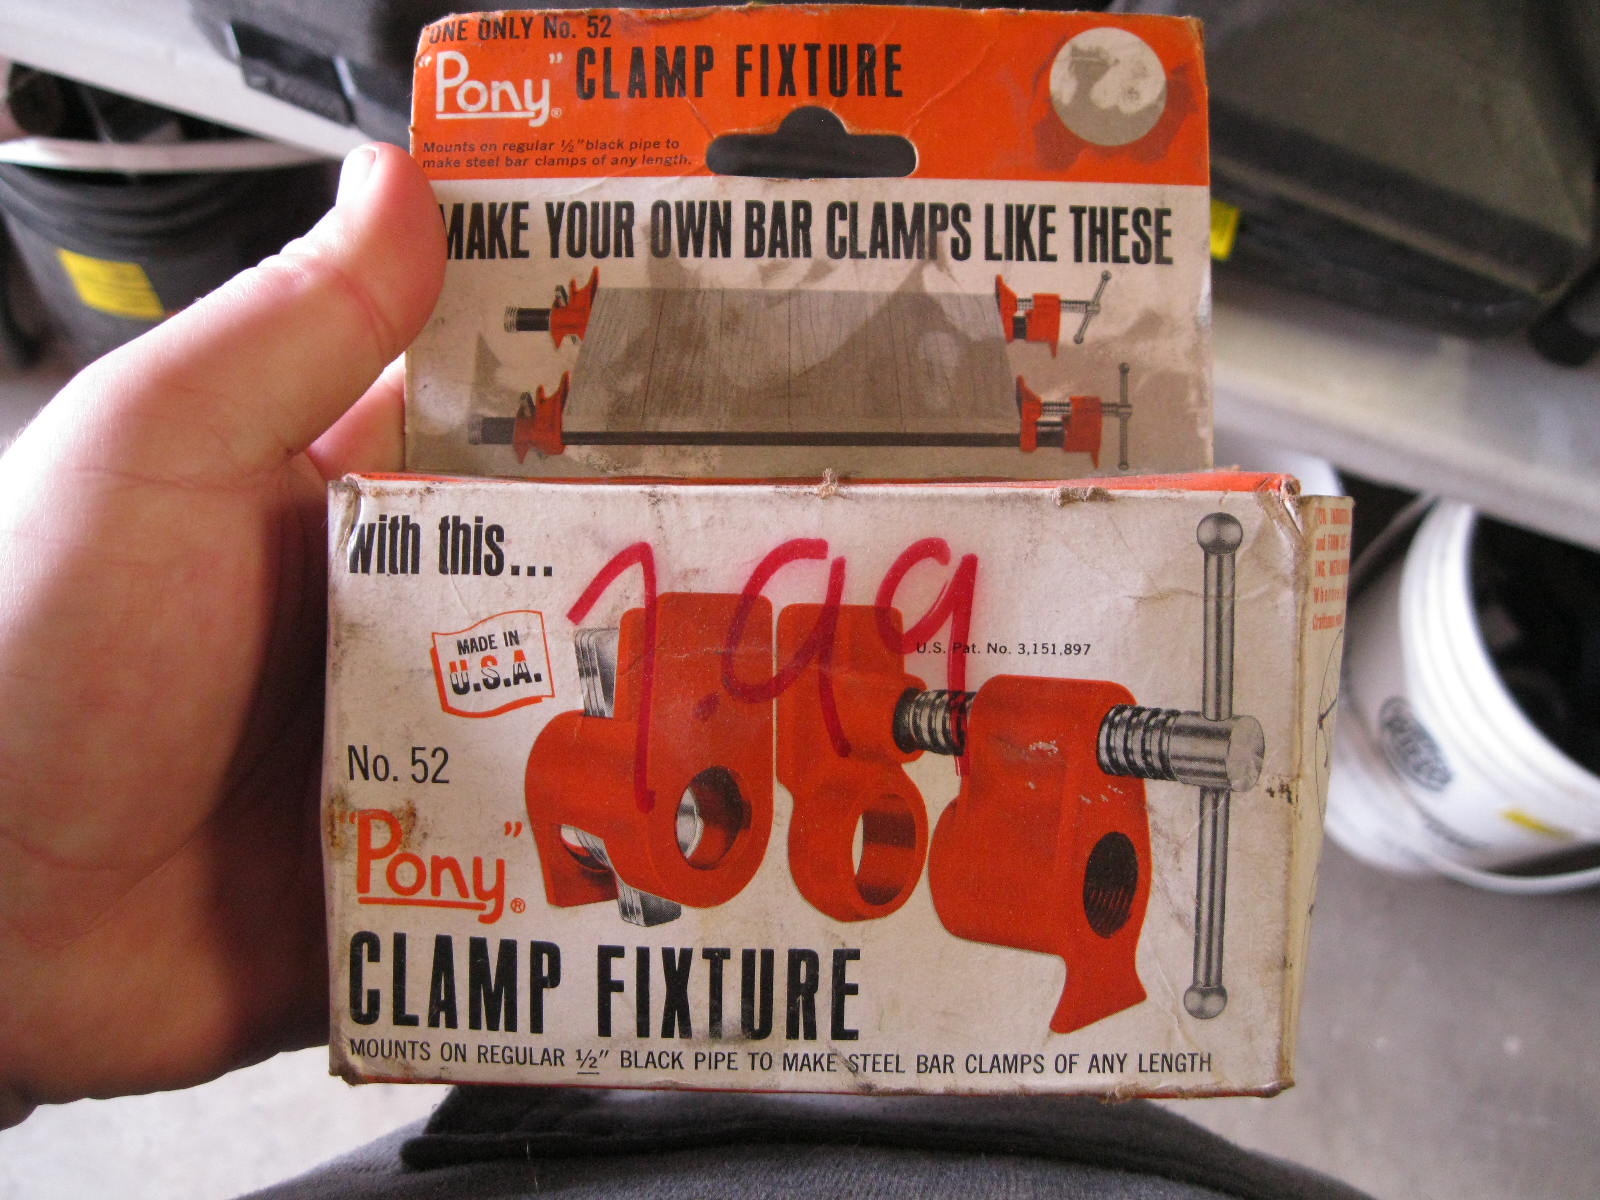 ONE ONLY No. 52
"Pony"® CLAMP FIXTURE
Mounts on regular ½" black pipe to
make steel bar clamps of any length.
MAKE YOUR OWN BAR CLAMPS LIKE THESE
with this...
7.99
MADE IN
U.S.A.
U.S. Pat. No. 3,151,897
No. 52
"Pony"®
CLAMP FIXTURE
MOUNTS ON REGULAR ½" BLACK PIPE TO MAKE STEEL BAR CLAMPS OF ANY LENGTH